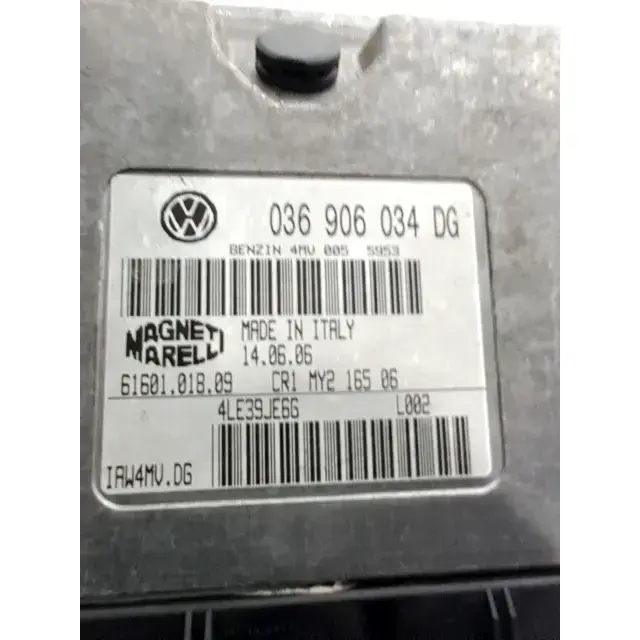 VW 036 906 034 DG
BENZIN 4MV 005 5953
MAGNETI MARELLI
MADE IN ITALY
14.06.06
61601.018.09 CR1 MY2 165 06
4LE39JE6G L002
IAW4MV.DG